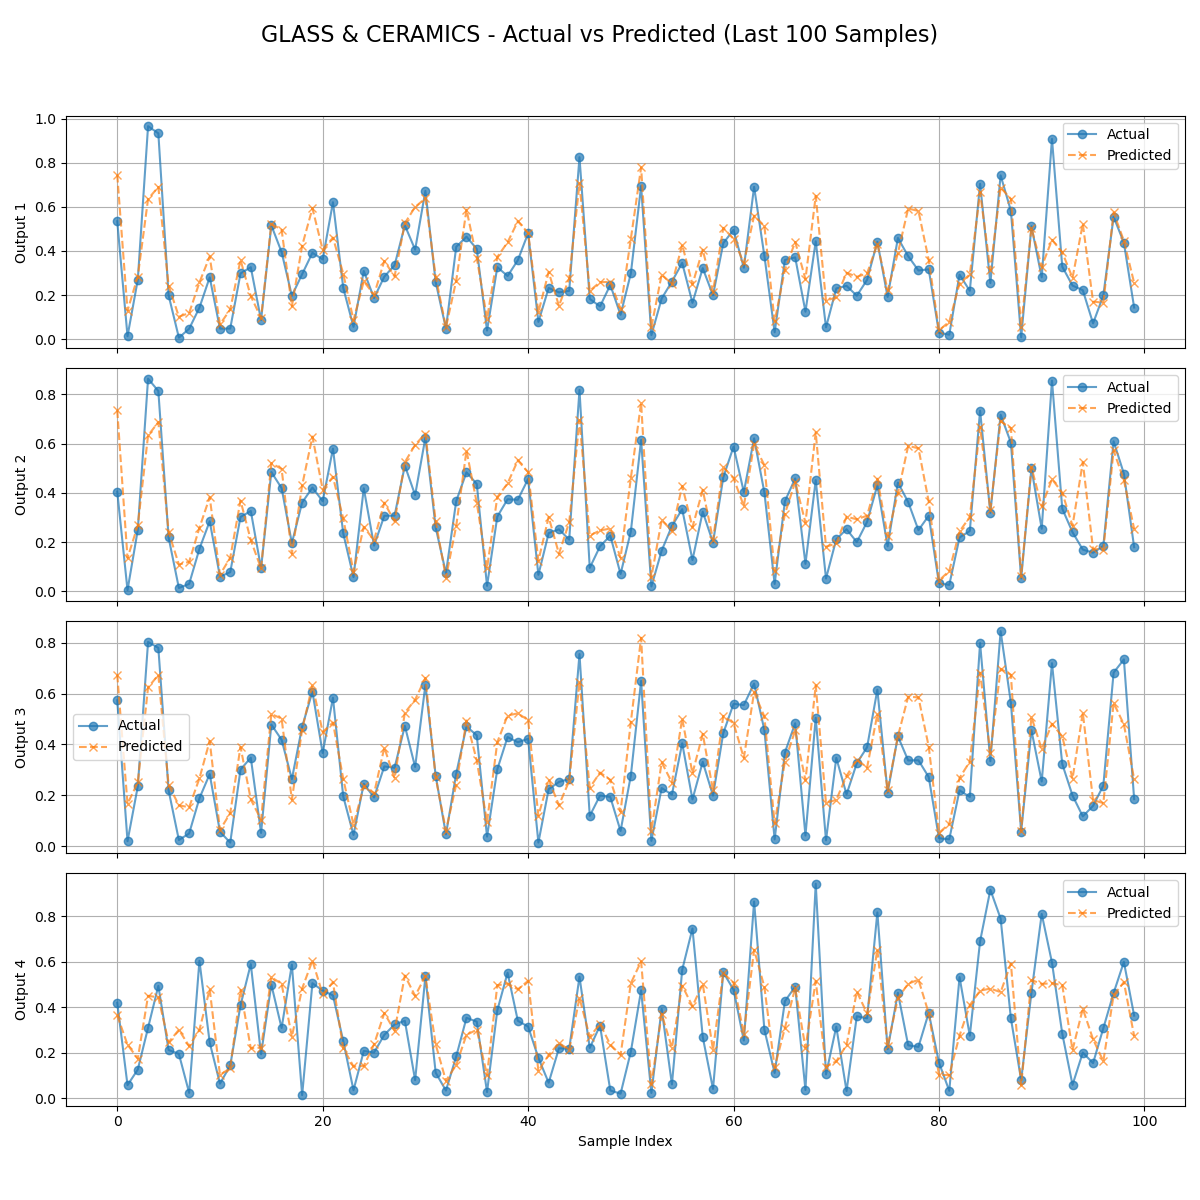 GLASS & CERAMICS - Actual vs Predicted (Last 100 Samples)
1.0
0.8
0.6
0.4
0.2
0.0
Output 1
Actual
Predicted
0.8
0.6
0.4
0.2
0.0
Output 2
Actual
Predicted
0.8
0.6
0.4
0.2
0.0
Output 3
Actual
Predicted
0.8
0.6
0.4
0.2
0.0
Output 4
Actual
Predicted
0 20 40 60 80 100
Sample Index